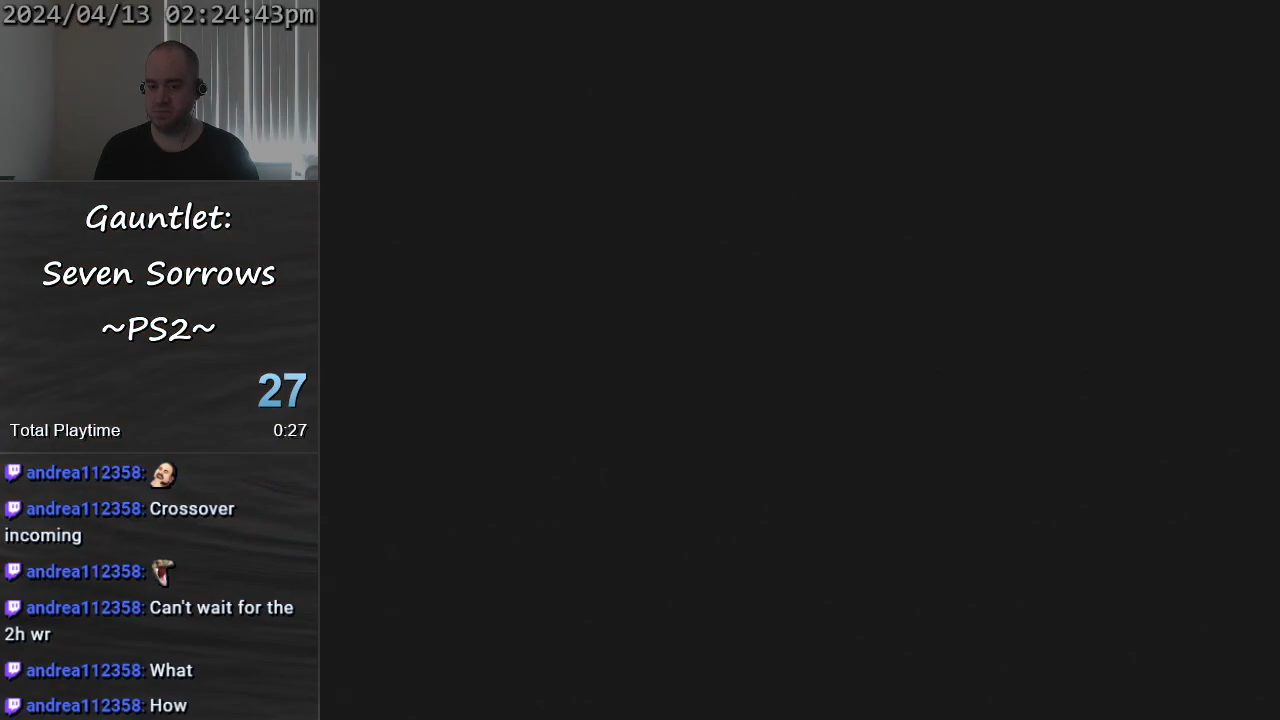 2024/04/13 02:24:43pm
Gauntlet:
Seven Sorrows
~PS2~
27
Total Playtime 0:27
andrea112358:
andrea112358: Crossover
incoming
andrea112358:
andrea112358: Can't wait for the
2h wr
andrea112358: What
andrea112358: How